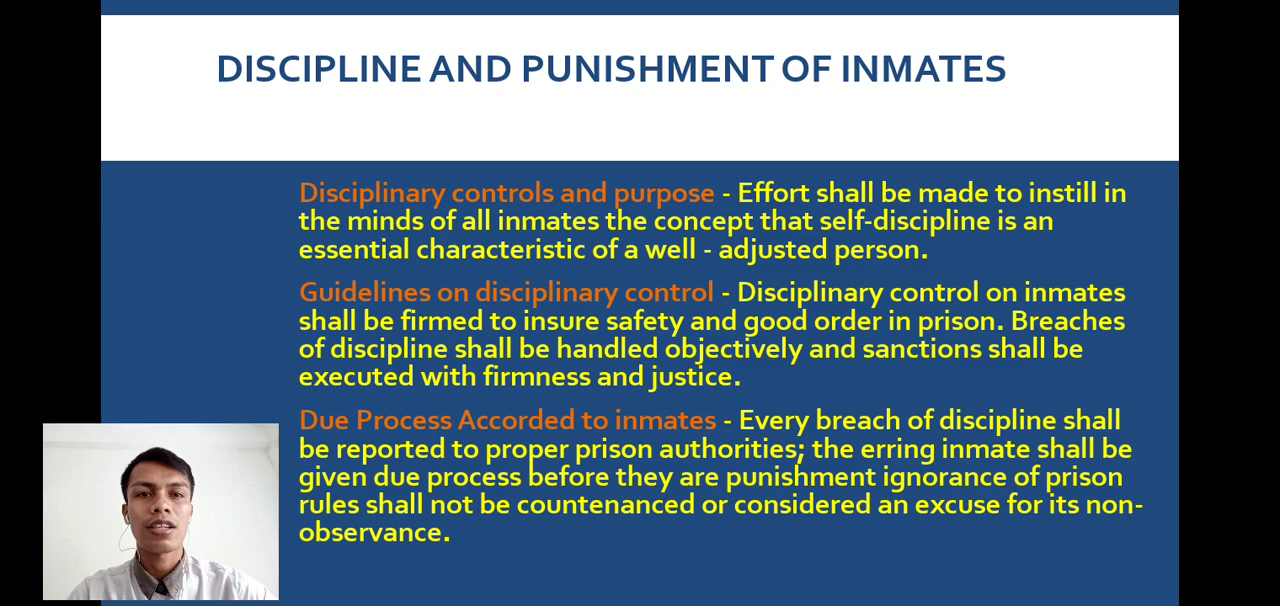 DISCIPLINE AND PUNISHMENT OF INMATES
Disciplinary controls and purpose - Effort shall be made to instill in
the minds of all inmates the concept that self-discipline is an
essential characteristic of a well - adjusted person.
Guidelines on disciplinary control - Disciplinary control on inmates
shall be firmed to insure safety and good order in prison. Breaches
of discipline shall be handled objectively and sanctions shall be
executed with firmness and justice.
Due Process Accorded to inmates - Every breach of discipline shall
be reported to proper prison authorities; the erring inmate shall be
given due process before they are punishment ignorance of prison
rules shall not be countenanced or considered an excuse for its non-
observance.